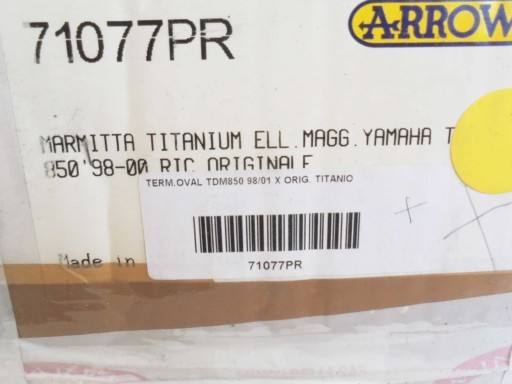 71077PR
ARROW
MARMITTA TITANIUM ELL.MAGG.YAMAHA T
850'98-00 RIC ORIGINALE
TERM.OVAL TDM850 98/01 X ORIG. TITANIO
71077PR
Made in